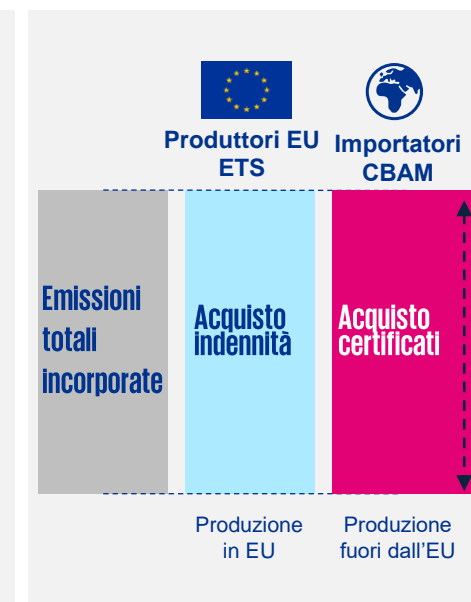 Produttori EU
ETS
Importatori
CBAM
Emissioni
totali
incorporate
Acquisto
indennità
Acquisto
certificati
Produzione
in EU
Produzione
fuori dall'EU